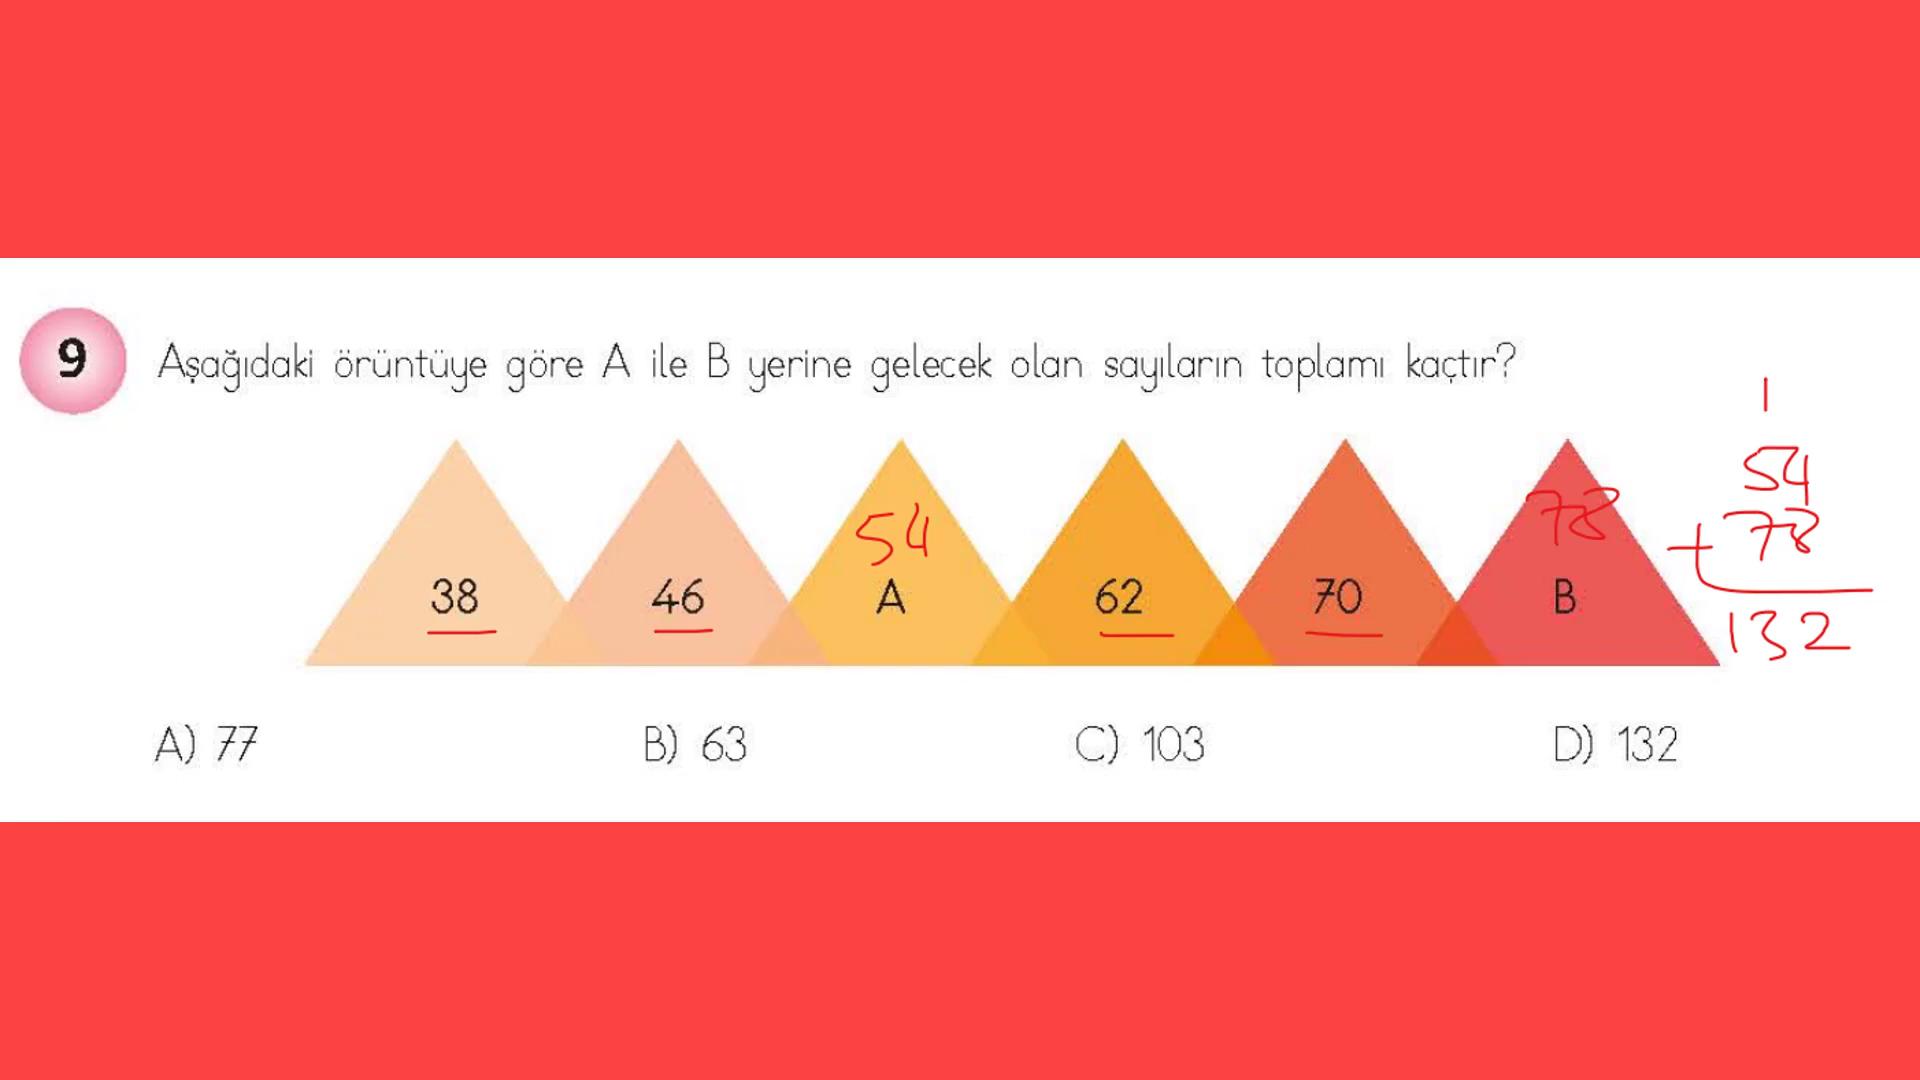 9 Aşağıdaki örüntüye göre A ile B yerine gelecek olan sayıların toplamı kaçtır?
1
54
54 78 + 78
38 46 A 62 70 B
132
A) 77 B) 63 C) 103 D) 132